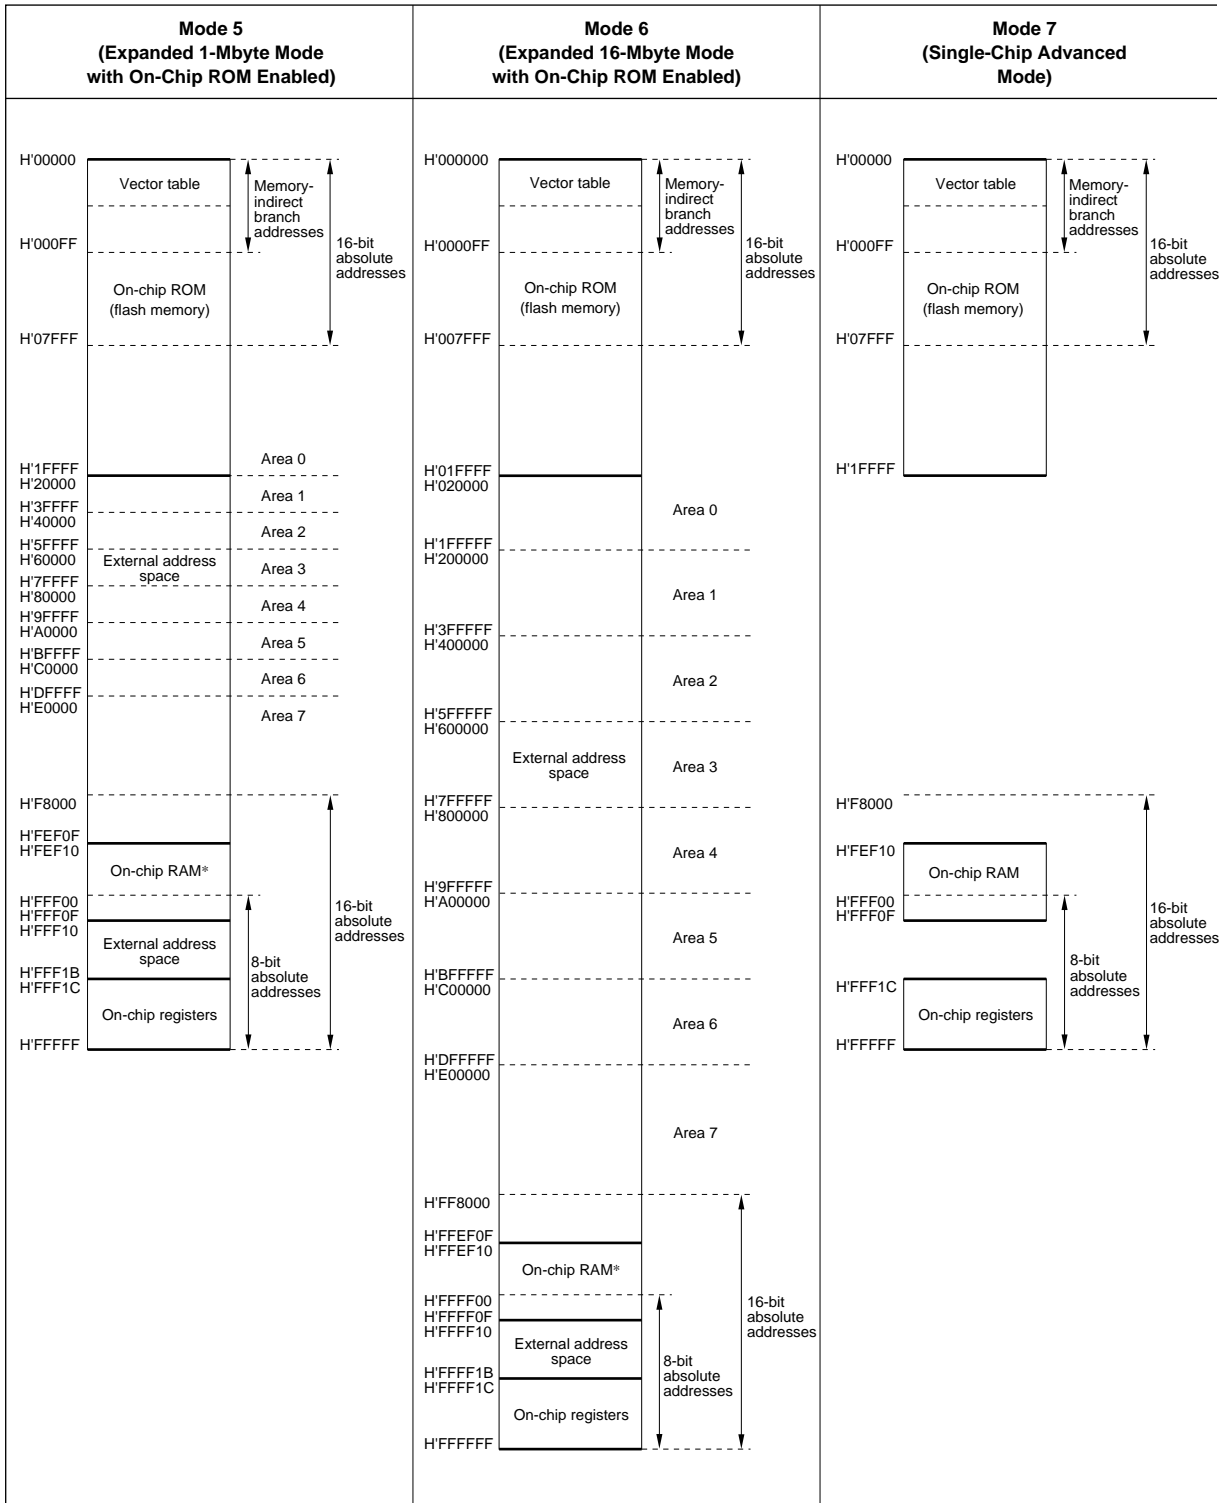 Mode 5
(Expanded 1-Mbyte Mode
with On-Chip ROM Enabled)
H'00000
Vector table
Memory-
indirect
branch
addresses
H'000FF
16-bit
absolute
addresses
On-chip ROM
(flash memory)
H'07FFF
Area 0
H'1FFFF
H'20000
Area 1
H'3FFFF
H'40000
Area 2
H'5FFFF
H'60000
External address
space
Area 3
H'7FFFF
H'80000
Area 4
H'9FFFF
H'A0000
Area 5
H'BFFFF
H'C0000
Area 6
H'DFFFF
H'E0000
Area 7
H'F8000
H'FEF0F
H'FEF10
On-chip RAM*
H'FFF00
H'FFF0F
H'FFF10
16-bit
absolute
addresses
External address
space
8-bit
absolute
addresses
H'FFF1B
H'FFF1C
On-chip registers
H'FFFFF
Mode 6
(Expanded 16-Mbyte Mode
with On-Chip ROM Enabled)
H'000000
Vector table
Memory-
indirect
branch
addresses
H'0000FF
16-bit
absolute
addresses
On-chip ROM
(flash memory)
H'007FFF
H'01FFFF
H'020000
Area 0
H'1FFFFF
H'200000
Area 1
H'3FFFFF
H'400000
Area 2
H'5FFFFF
H'600000
External address
space
Area 3
H'7FFFFF
H'800000
Area 4
H'9FFFFF
H'A00000
Area 5
H'BFFFFF
H'C00000
Area 6
H'DFFFFF
H'E00000
Area 7
H'FF8000
H'FFEF0F
H'FFEF10
On-chip RAM*
H'FFFF00
H'FFFF0F
H'FFFF10
16-bit
absolute
addresses
External address
space
8-bit
absolute
addresses
H'FFFF1B
H'FFFF1C
On-chip registers
H'FFFFFF
Mode 7
(Single-Chip Advanced
Mode)
H'00000
Vector table
Memory-
indirect
branch
addresses
H'000FF
16-bit
absolute
addresses
On-chip ROM
(flash memory)
H'07FFF
H'1FFFF
H'F8000
H'FEF10
On-chip RAM
H'FFF00
H'FFF0F
16-bit
absolute
addresses
8-bit
absolute
addresses
H'FFF1C
On-chip registers
H'FFFFF